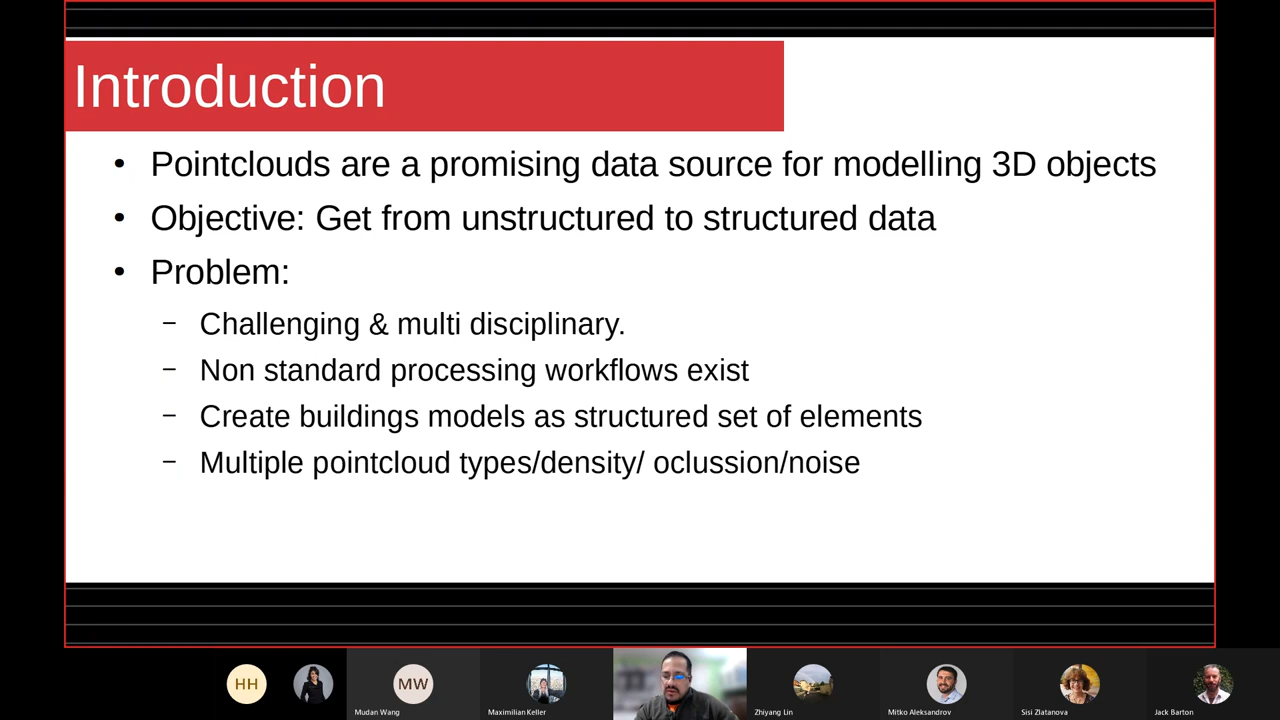 Introduction
• Pointclouds are a promising data source for modelling 3D objects
• Objective: Get from unstructured to structured data
• Problem:
– Challenging & multi disciplinary.
– Non standard processing workflows exist
– Create buildings models as structured set of elements
– Multiple pointcloud types/density/ oclussion/noise
HH
MW
Mudan Wang
Maximilian Keller
Zhiyang Lin
Mitko Aleksandrov
Sisi Zlatanova
Jack Barton